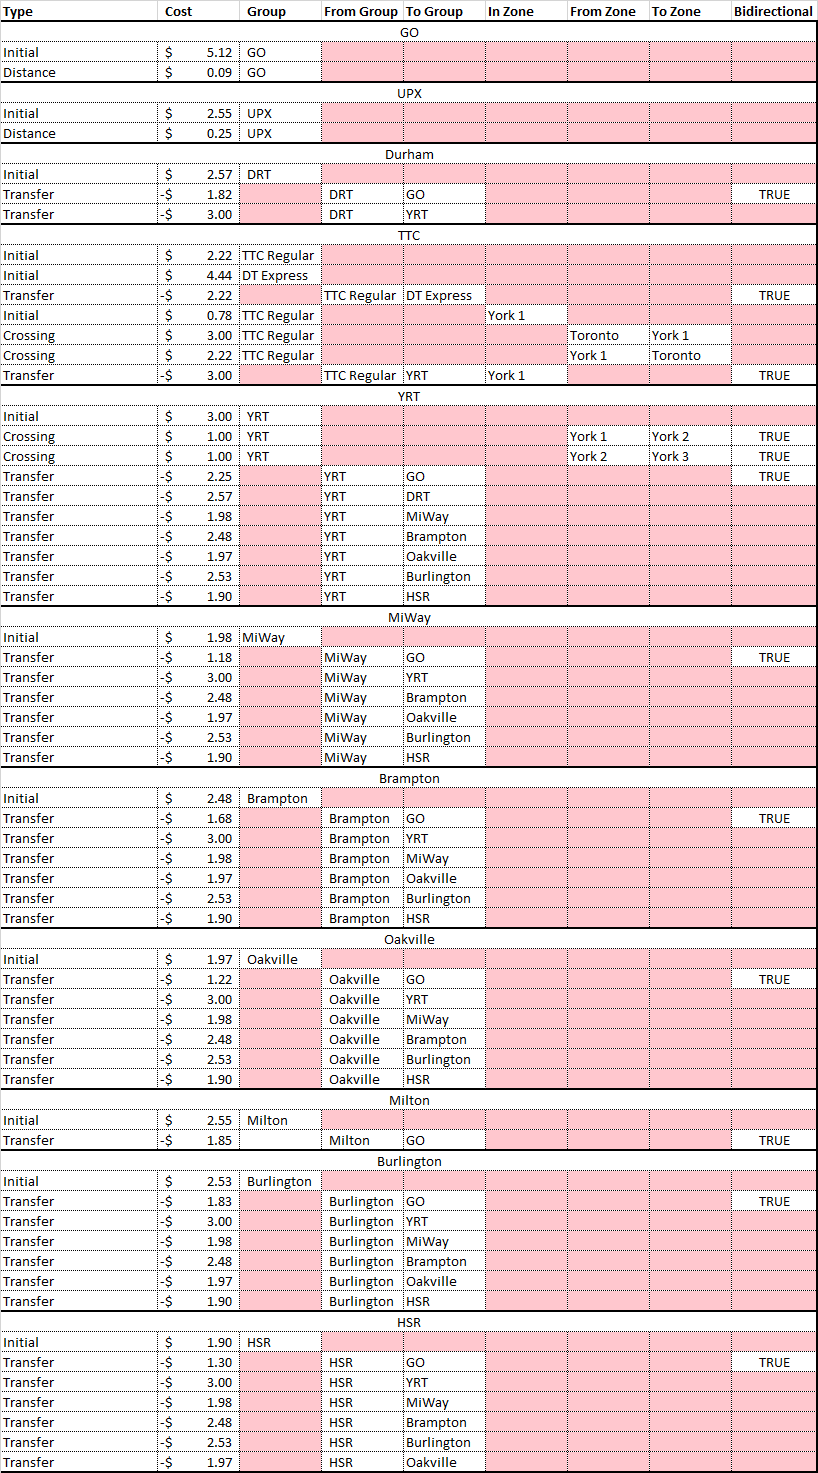 Type Cost Group From Group To Group In Zone From Zone To Zone Bidirectional
GO
Initial $ 5.12 GO
Distance $ 0.09 GO
UPX
Initial $ 2.55 UPX
Distance $ 0.25 UPX
Durham
Initial $ 2.57 DRT
Transfer -$ 1.82 DRT GO TRUE
Transfer -$ 3.00 DRT YRT
TTC
Initial $ 2.22 TTC Regular
Initial $ 4.44 DT Express
Transfer -$ 2.22 TTC Regular DT Express TRUE
Initial $ 0.78 TTC Regular York 1
Crossing $ 3.00 TTC Regular Toronto York 1
Crossing $ 2.22 TTC Regular York 1 Toronto
Transfer -$ 3.00 TTC Regular YRT York 1 TRUE
YRT
Initial $ 3.00 YRT
Crossing $ 1.00 YRT York 1 York 2 TRUE
Crossing $ 1.00 YRT York 2 York 3 TRUE
Transfer -$ 2.25 YRT GO TRUE
Transfer -$ 2.57 YRT DRT
Transfer -$ 1.98 YRT MiWay
Transfer -$ 2.48 YRT Brampton
Transfer -$ 1.97 YRT Oakville
Transfer -$ 2.53 YRT Burlington
Transfer -$ 1.90 YRT HSR
MiWay
Initial $ 1.98 MiWay
Transfer -$ 1.18 MiWay GO TRUE
Transfer -$ 3.00 MiWay YRT
Transfer -$ 2.48 MiWay Brampton
Transfer -$ 1.97 MiWay Oakville
Transfer -$ 2.53 MiWay Burlington
Transfer -$ 1.90 MiWay HSR
Brampton
Initial $ 2.48 Brampton
Transfer -$ 1.68 Brampton GO TRUE
Transfer -$ 3.00 Brampton YRT
Transfer -$ 1.98 Brampton MiWay
Transfer -$ 1.97 Brampton Oakville
Transfer -$ 2.53 Brampton Burlington
Transfer -$ 1.90 Brampton HSR
Oakville
Initial $ 1.97 Oakville
Transfer -$ 1.22 Oakville GO TRUE
Transfer -$ 3.00 Oakville YRT
Transfer -$ 1.98 Oakville MiWay
Transfer -$ 2.48 Oakville Brampton
Transfer -$ 2.53 Oakville Burlington
Transfer -$ 1.90 Oakville HSR
Milton
Initial $ 2.55 Milton
Transfer -$ 1.85 Milton GO TRUE
Burlington
Initial $ 2.53 Burlington
Transfer -$ 1.83 Burlington GO TRUE
Transfer -$ 3.00 Burlington YRT
Transfer -$ 1.98 Burlington MiWay
Transfer -$ 2.48 Burlington Brampton
Transfer -$ 1.97 Burlington Oakville
Transfer -$ 1.90 Burlington HSR
HSR
Initial $ 1.90 HSR
Transfer -$ 1.30 HSR GO TRUE
Transfer -$ 3.00 HSR YRT
Transfer -$ 1.98 HSR MiWay
Transfer -$ 2.48 HSR Brampton
Transfer -$ 2.53 HSR Burlington
Transfer -$ 1.97 HSR Oakville